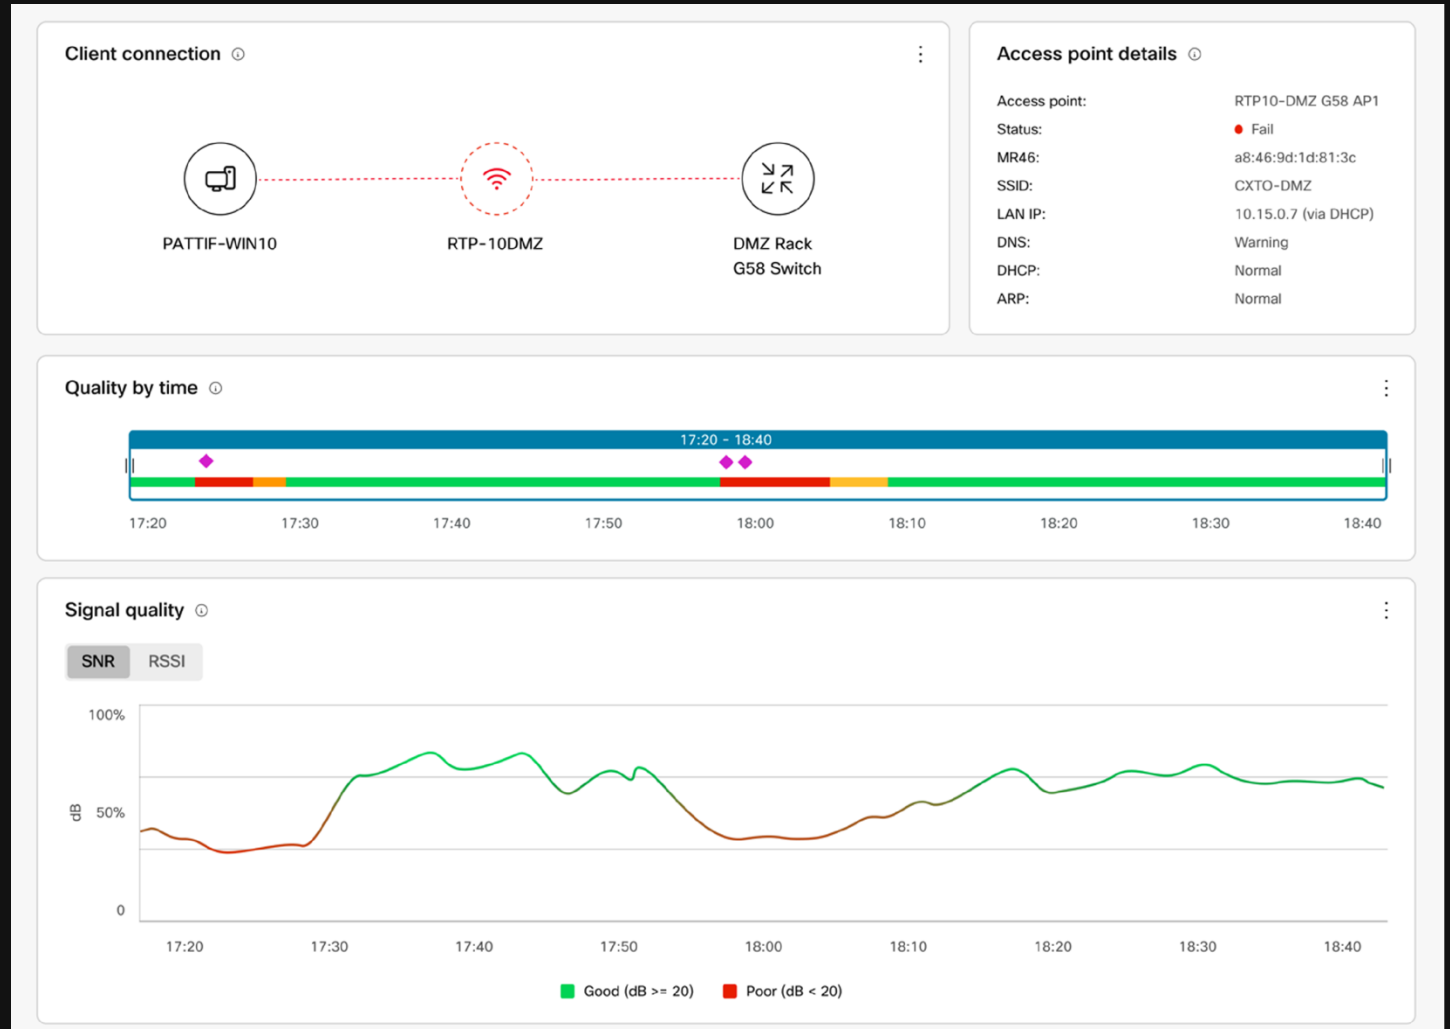 Client connection
PATTIF-WIN10
RTP-10DMZ
DMZ Rack
G58 Switch
Access point details
Access point: RTP10-DMZ G58 AP1
Status: Fail
MR46: a8:46:9d:1d:81:3c
SSID: CXTO-DMZ
LAN IP: 10.15.0.7 (via DHCP)
DNS: Warning
DHCP: Normal
ARP: Normal
Quality by time
17:20 - 18:40
17:20 17:30 17:40 17:50 18:00 18:10 18:20 18:30 18:40
Signal quality
SNR RSSI
100%
50%
0
dB
17:20 17:30 17:40 17:50 18:00 18:10 18:20 18:30 18:40
Good (dB >= 20) Poor (dB < 20)